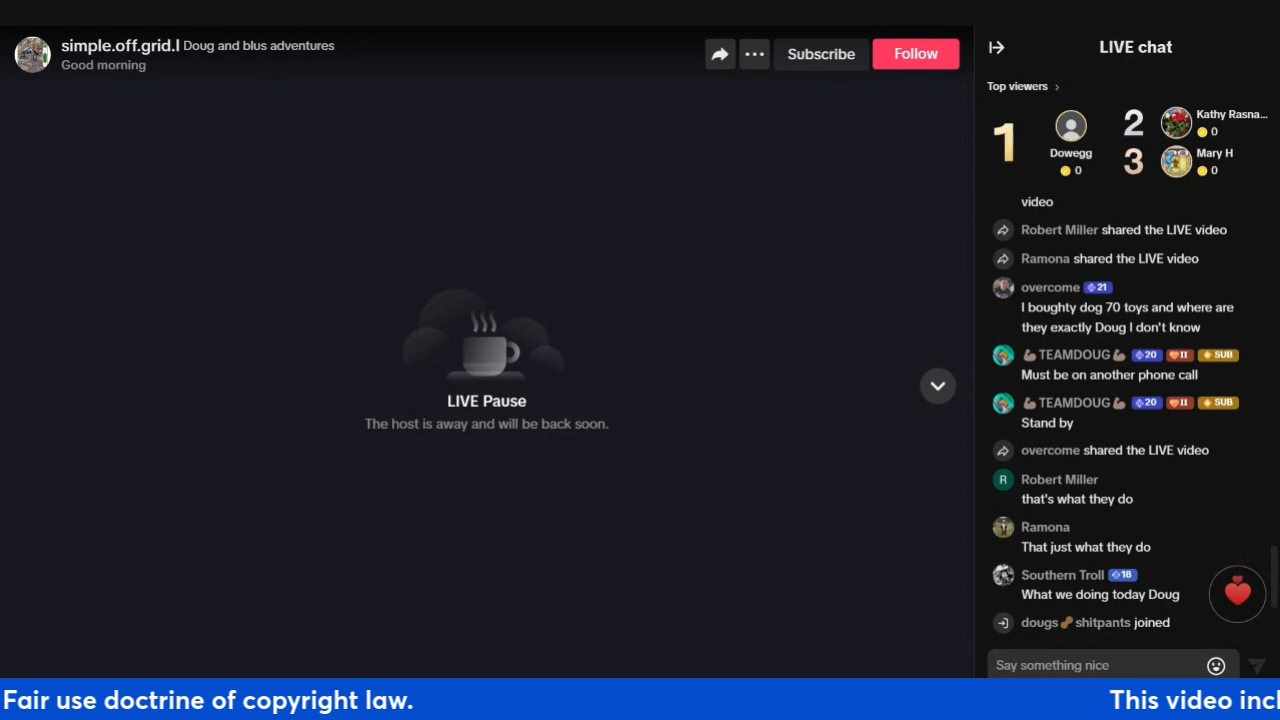 simple.off.grid.l Doug and blus adventures
Good morning
Subscribe
Follow
LIVE Pause
The host is away and will be back soon.
LIVE chat
Top viewers
1
Dowegg
0
2
Kathy Rasna...
0
3
Mary H
0
video
Robert Miller shared the LIVE video
Ramona shared the LIVE video
overcome 21
I boughty dog 70 toys and where are
they exactly Doug I don't know
💪🏽TEAMDOUG💪🏽 20 II SUB
Must be on another phone call
💪🏽TEAMDOUG💪🏽 20 II SUB
Stand by
overcome shared the LIVE video
R Robert Miller
that's what they do
Ramona
That just what they do
Southern Troll 18
What we doing today Doug
dougs🥜shitpants joined
Say something nice
Fair use doctrine of copyright law.
This video incl